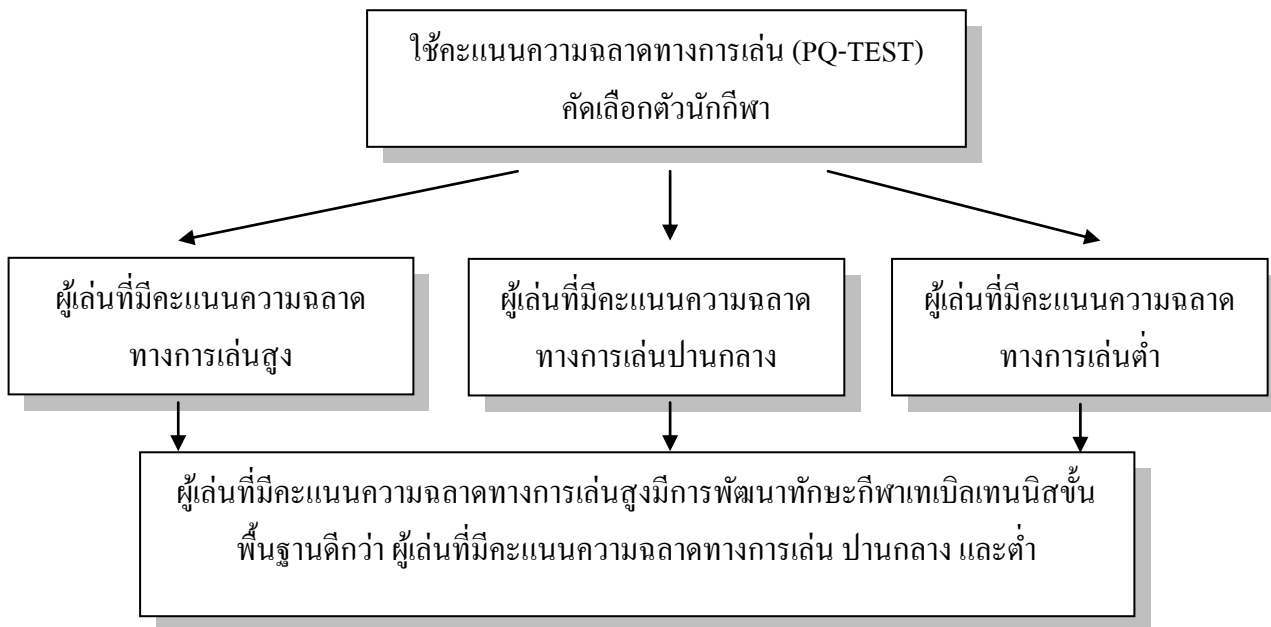 ใช้คะแนนความฉลาดทางการเล่น (PQ-TEST)
คัดเลือกตัวนักกีฬา
ผู้เล่นที่มีคะแนนความฉลาด
ทางการเล่นสูง
ผู้เล่นที่มีคะแนนความฉลาด
ทางการเล่นปานกลาง
ผู้เล่นที่มีคะแนนความฉลาด
ทางการเล่นต่ำ
ผู้เล่นที่มีคะแนนความฉลาดทางการเล่นสูงมีการพัฒนาทักษะกีฬาเทเบิลเทนนิสขั้น
พื้นฐานดีกว่า ผู้เล่นที่มีคะแนนความฉลาดทางการเล่น ปานกลาง และต่ำ